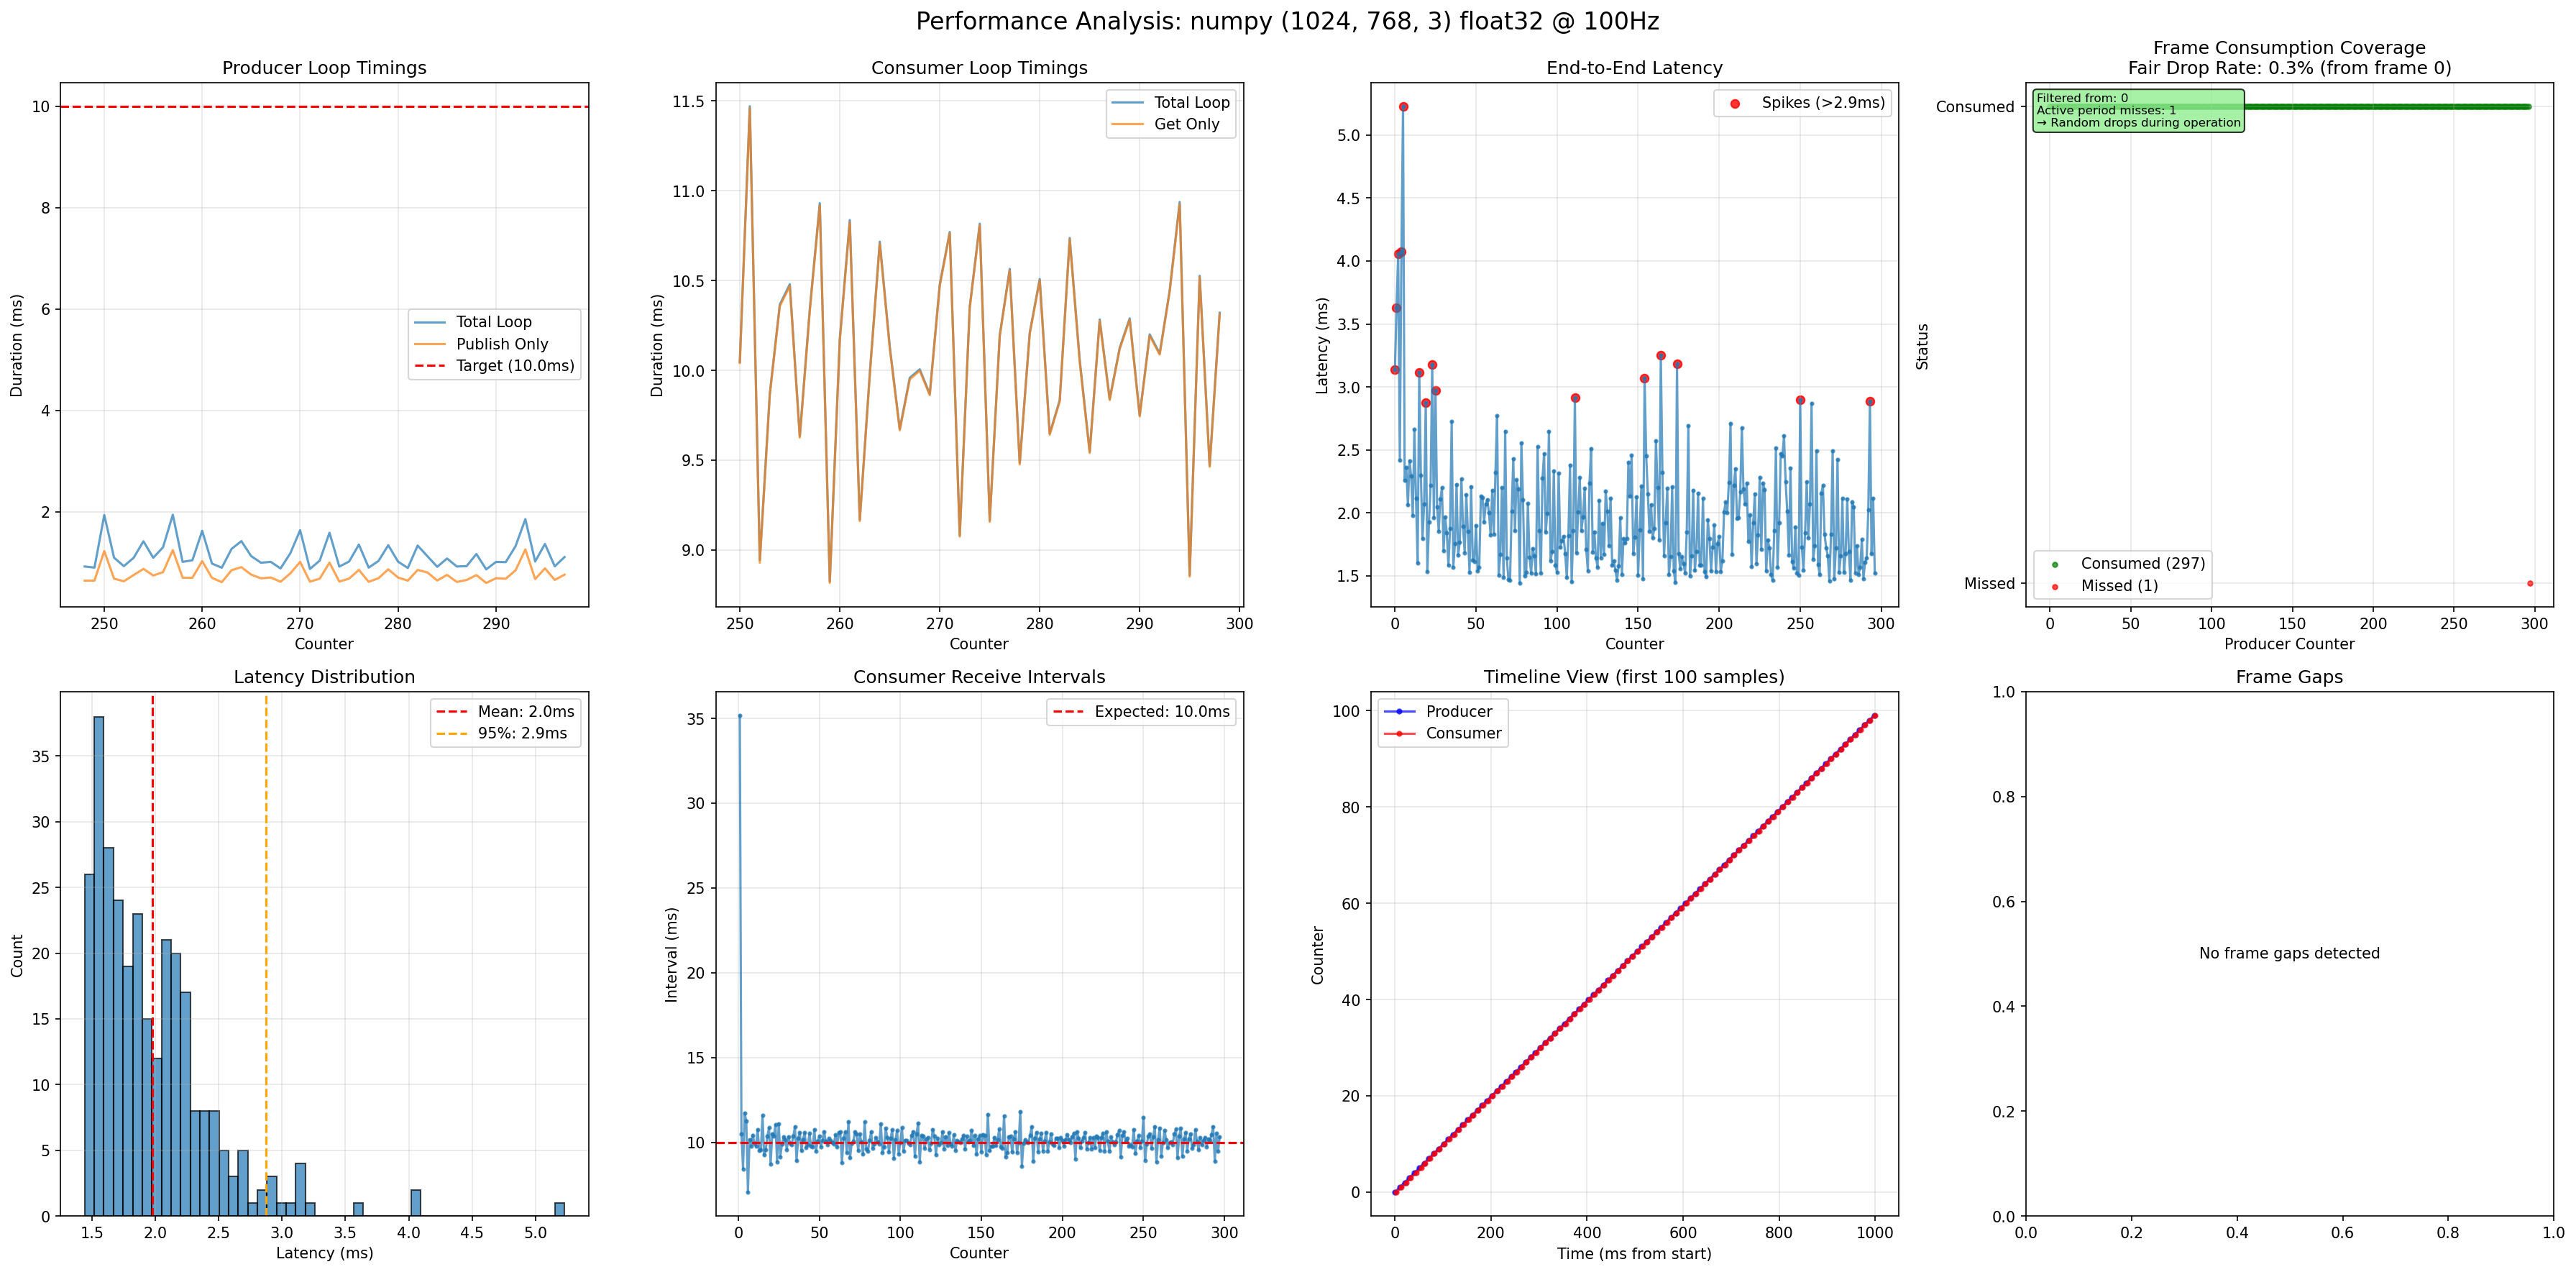 Performance Analysis: numpy (1024, 768, 3) float32 @ 100Hz
Producer Loop Timings
10
8
6
4
2
Duration (ms)
Total Loop
Publish Only
Target (10.0ms)
250
260
270
280
290
Counter
Consumer Loop Timings
11.5
11.0
10.5
10.0
9.5
9.0
Duration (ms)
Total Loop
Get Only
250
260
270
280
290
300
Counter
End-to-End Latency
5.0
4.5
4.0
3.5
3.0
2.5
2.0
1.5
Latency (ms)
Spikes (>2.9ms)
0
50
100
150
200
250
300
Counter
Frame Consumption Coverage
Fair Drop Rate: 0.3% (from frame 0)
Consumed
Missed
Status
Filtered from: 0
Active period misses: 1
→ Random drops during operation
Consumed (297)
Missed (1)
0
50
100
150
200
250
300
Producer Counter
Latency Distribution
35
30
25
20
15
10
5
0
Count
Mean: 2.0ms
95%: 2.9ms
1.5
2.0
2.5
3.0
3.5
4.0
4.5
5.0
Latency (ms)
Consumer Receive Intervals
35
30
25
20
15
10
Interval (ms)
Expected: 10.0ms
0
50
100
150
200
250
300
Counter
Timeline View (first 100 samples)
100
80
60
40
20
0
Counter
Producer
Consumer
0
200
400
600
800
1000
Time (ms from start)
Frame Gaps
1.0
0.8
0.6
0.4
0.2
0.0
No frame gaps detected
0.0
0.2
0.4
0.6
0.8
1.0